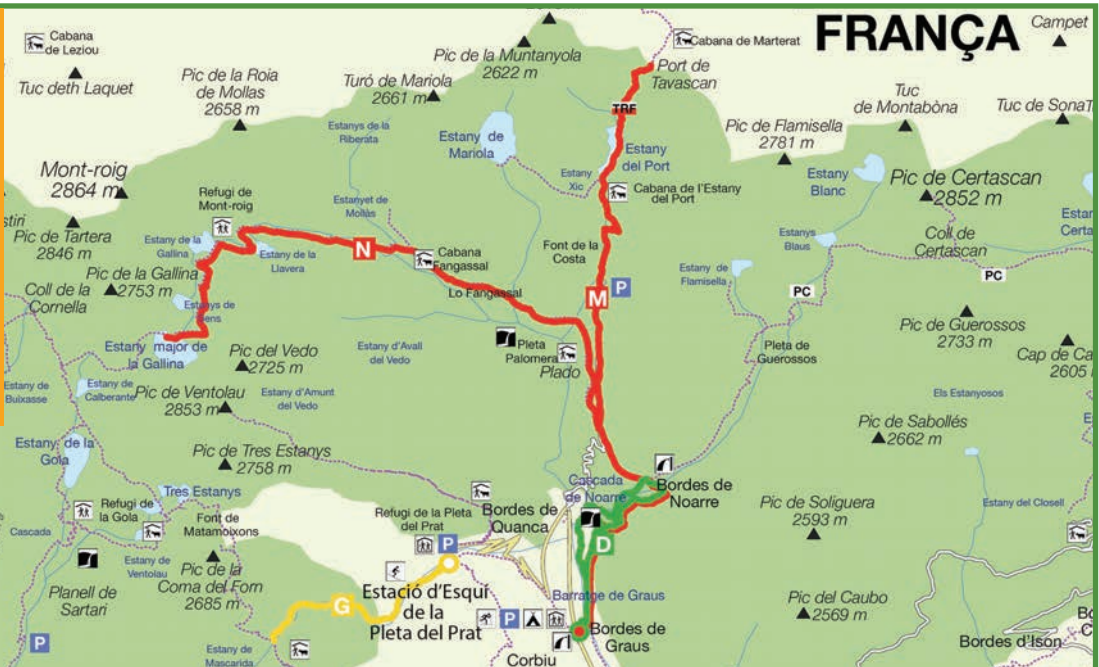 FRANÇA
Campet
Cabana
de Leziou
Pic de la Muntanyola
2622 m
Cabana de Marterat
Port de
Tavascan
Tuc deth Laquet
Pic de la Roia
de Mollas
2658 m
Turó de Mariola
2661 m
TRF
Tuc
de Montabòna
Tuc de Sona
Estanys de la
Riberata
Estany de
Mariola
Estany
del Port
Pic de Flamisella
2781 m
Mont-roig
2864 m
Refugi de
Mont-roig
Estany
Xic
Cabana de l'Estany
del Port
Estany
Blanc
Pic de Certascan
2852 m
Estanyet de
Mollàs
Pic de Tartera
2846 m
Estany de la
Gallina
Estany de la
Llavera
N
Cabana
Fangassal
Font de la
Costa
Estanys
Blaus
Coll de
Certascan
Pic de la Gallina
2753 m
Coll de la
Cornella
Lo Fangassal
M
P
Estany de
Flamisella
PC
PC
Estany major de
la Gallina
Pic del Vedo
2725 m
Estany d'Avall
del Vedo
Pleta
Palomera
Plado
Pleta de
Guerossos
Pic de Guerossos
2733 m
Estany de
Buixasse
Estany de
Calberante
Pic de Ventolau
2853 m
Estany d'Amunt
del Vedo
Els Estanyosos
Estany de la
Gola
Pic de Tres Estanys
2758 m
Pic de Sabollés
2662 m
Tres Estanys
Cascada
de Noarre
Bordes de
Noarre
Refugi de
la Gola
Font de
Matamoixons
Refugi de la Pleta
del Prat
Bordes de
Quanca
Pic de Soliguera
2593 m
Estany del Closell
Cascada
Estany de
Ventolau
P
D
Planell de
Sartari
Pic de la
Coma del Forn
2685 m
G
Estació d'Esquí
de la
Pleta del Prat
Barratge de Graus
Pic del Caubo
2569 m
P
P
Bordes de
Graus
Bordes d'Ison
Estany de
Mascarida
Corbiu